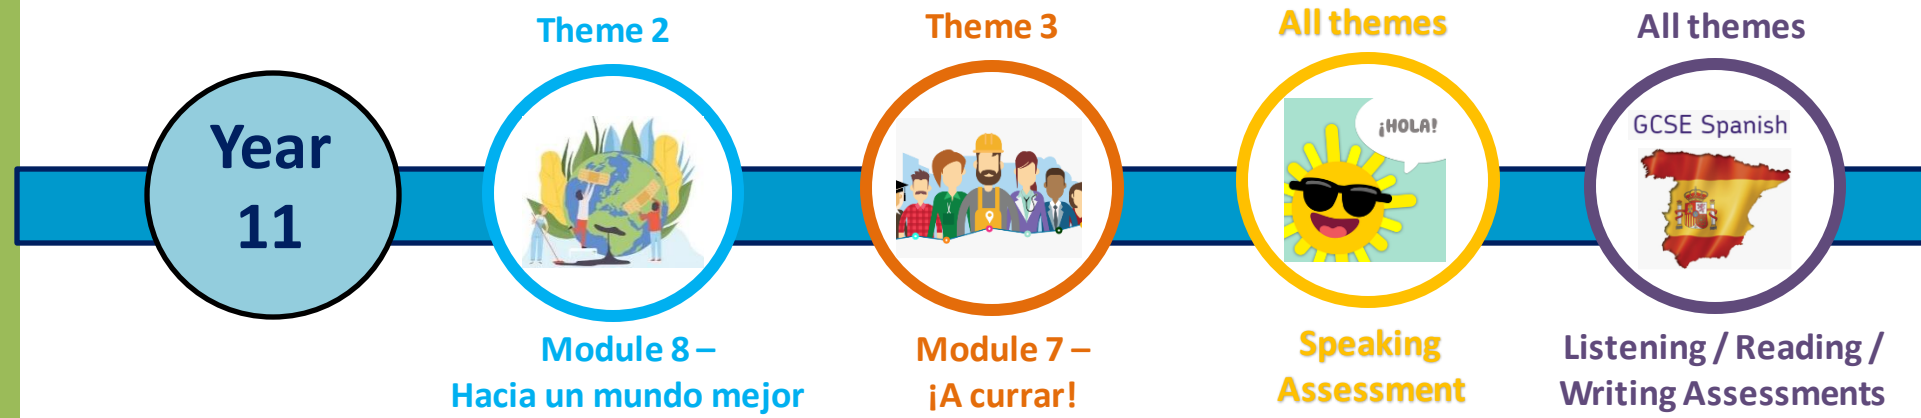 Year
11
Theme 2
Module 8 –
Hacia un mundo mejor
Theme 3
Module 7 –
¡A currar!
All themes
¡HOLA!
Speaking
Assessment
All themes
GCSE Spanish
Listening / Reading /
Writing Assessments